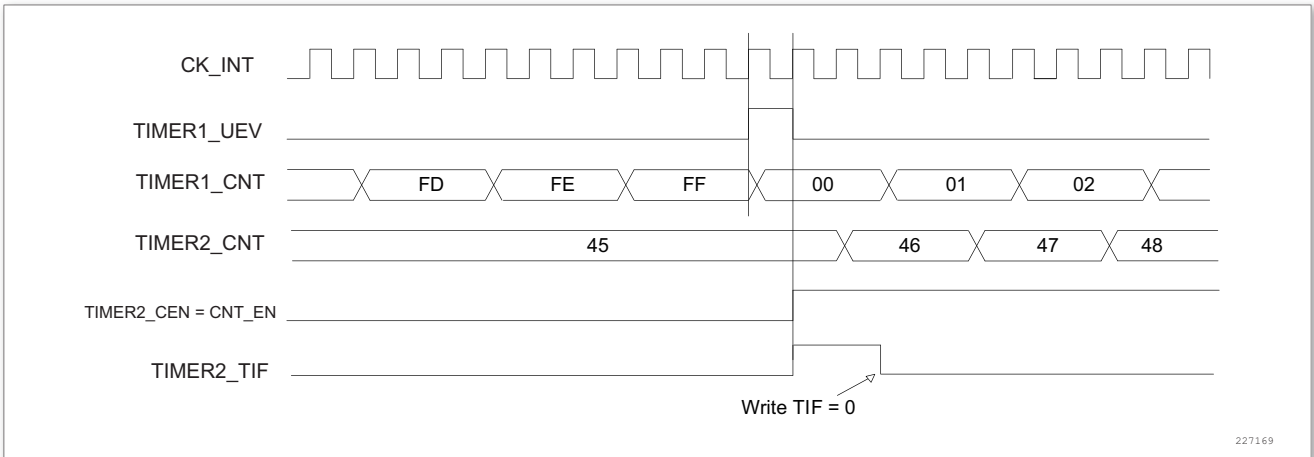 CK_INT
TIMER1_UEV
TIMER1_CNT FD FE FF 00 01 02
TIMER2_CNT 45 46 47 48
TIMER2_CEN = CNT_EN
TIMER2_TIF
Write TIF = 0
227169